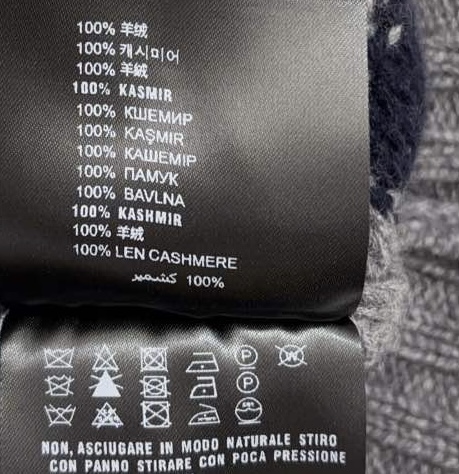 100% 羊绒
100% 캐시미어
100% 羊絨
100% KASMIR
100% КШЕМИР
100% KAŞMIR
100% КАШЕМІР
100% ПАМУК
100% BAVLNA
100% KASHMIR
100% 羊絨
100% LEN CASHMERE
100% كشمير
NON, ASCIUGARE IN MODO NATURALE STIRO
CON PANNO STIRARE CON POCA PRESSIONE